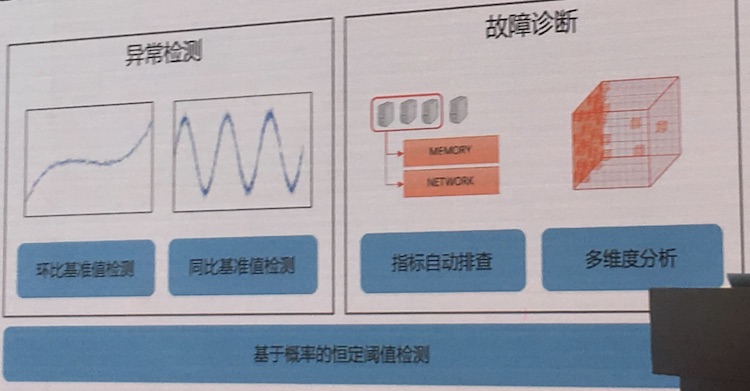 异常检测
故障诊断
MEMORY
NETWORK
环比基准值检测
同比基准值检测
指标自动排查
多维度分析
基于概率的恒定阈值检测